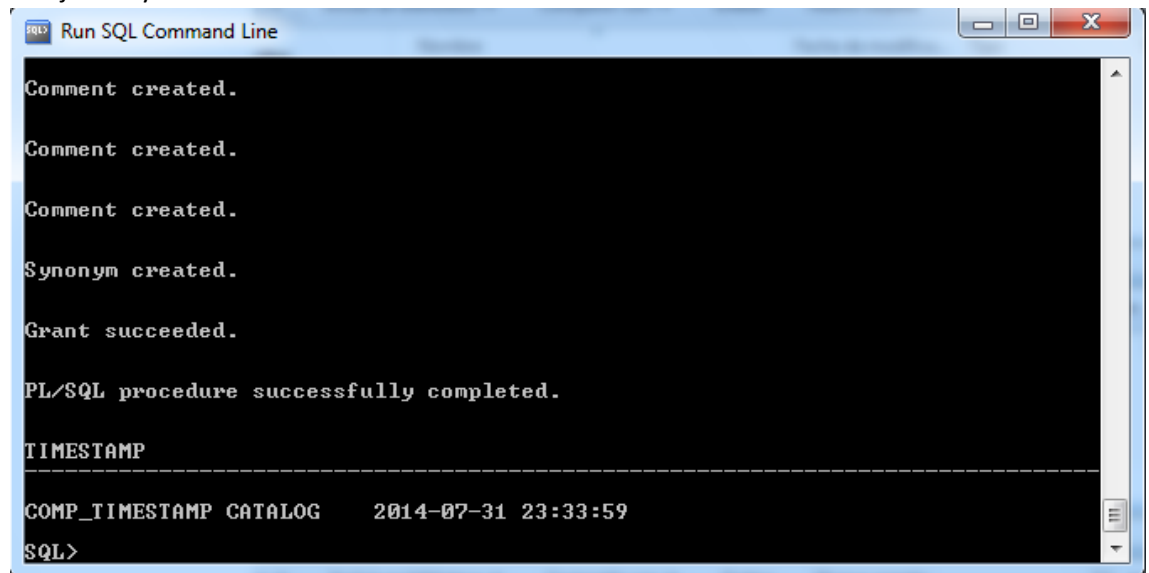 SQL> Run SQL Command Line
Comment created.
Comment created.
Comment created.
Synonym created.
Grant succeeded.
PL/SQL procedure successfully completed.
TIMESTAMP
--------------------------------------------------------------------------------
COMP_TIMESTAMP CATALOG    2014-07-31 23:33:59
SQL>